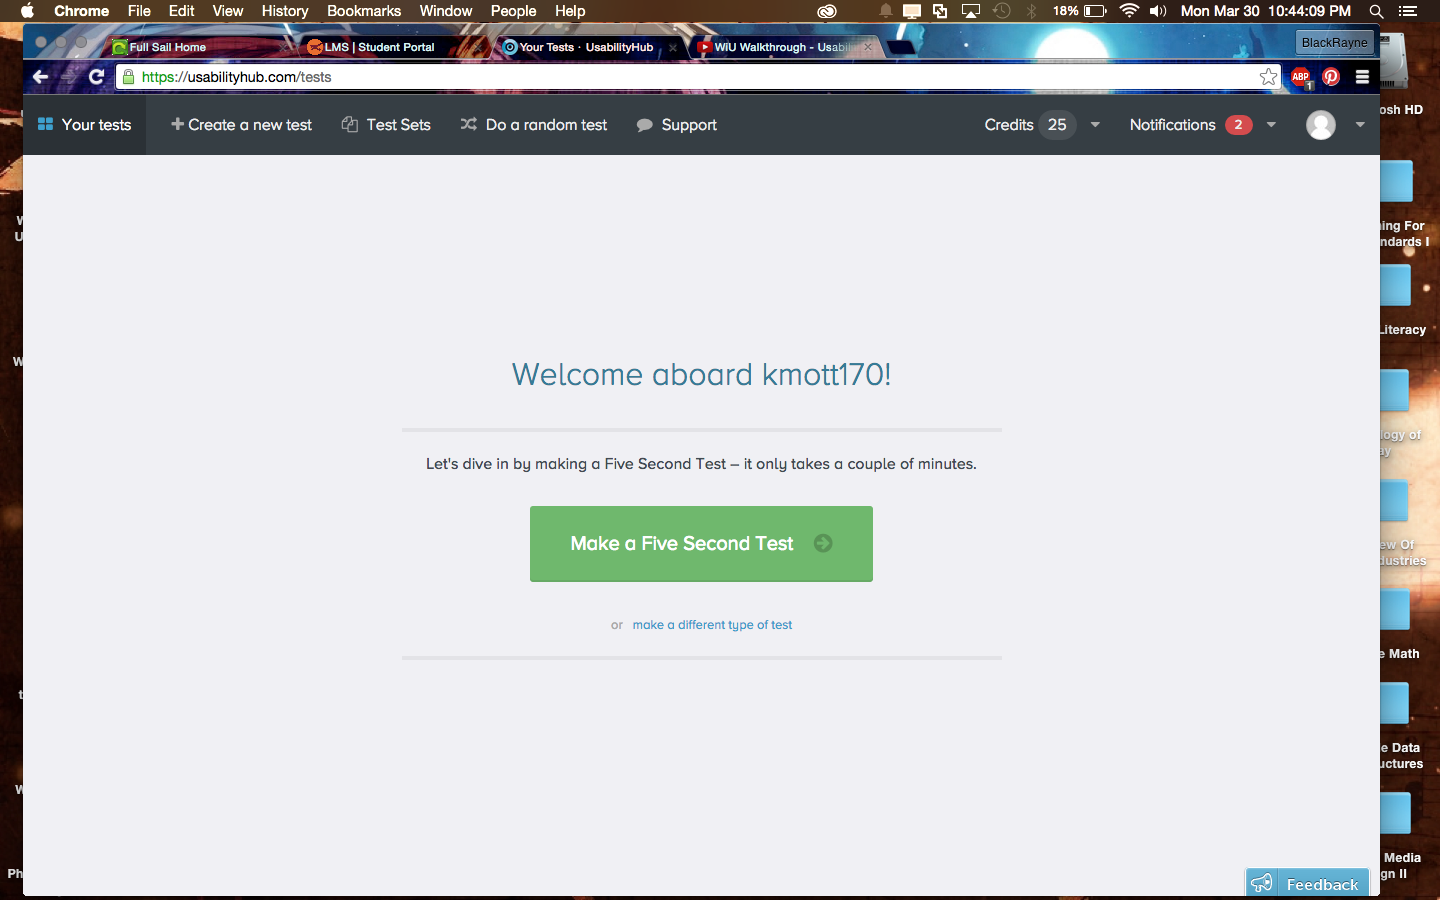 Chrome File Edit View History Bookmarks Window People Help 18% Mon Mar 30 10:44:09 PM
Full Sail Home LMS | Student Portal Your Tests · UsabilityHub WiU Walkthrough - Usability BlackRayne
https://usabilityhub.com/tests ABP 1
Your tests Create a new test Test Sets Do a random test Support Credits 25 Notifications 2
Welcome aboard kmott170!
Let's dive in by making a Five Second Test – it only takes a couple of minutes.
Make a Five Second Test
or make a different type of test
Feedback
osh HD
ing For
ndards I
Literacy
logy of
ay
ew Of
dustries
e Math
e Data
uctures
Media
gn II
W
U
W
t
W
Ph